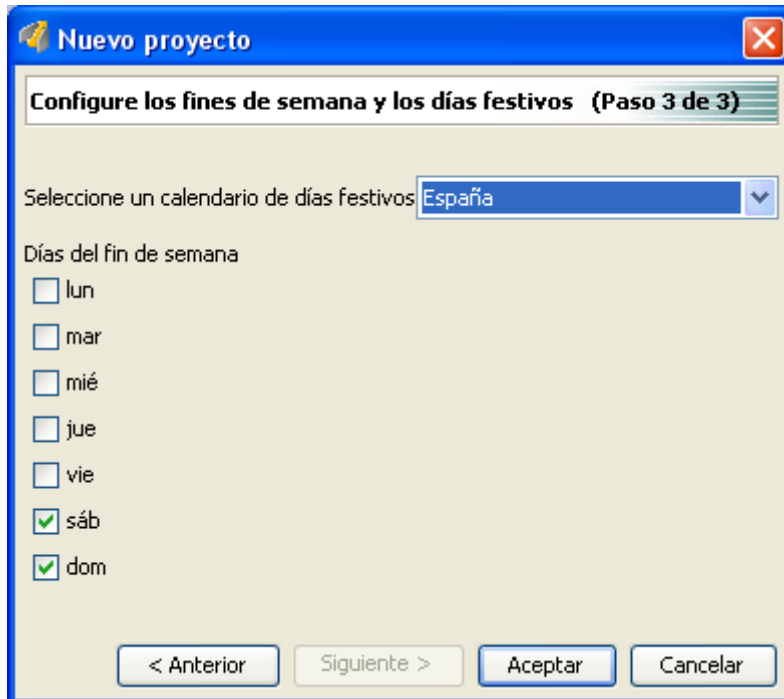 Nuevo proyecto
Configure los fines de semana y los días festivos (Paso 3 de 3)
Seleccione un calendario de días festivos España
Días del fin de semana
lun
mar
mié
jue
vie
sáb
dom
< Anterior Siguiente > Aceptar Cancelar